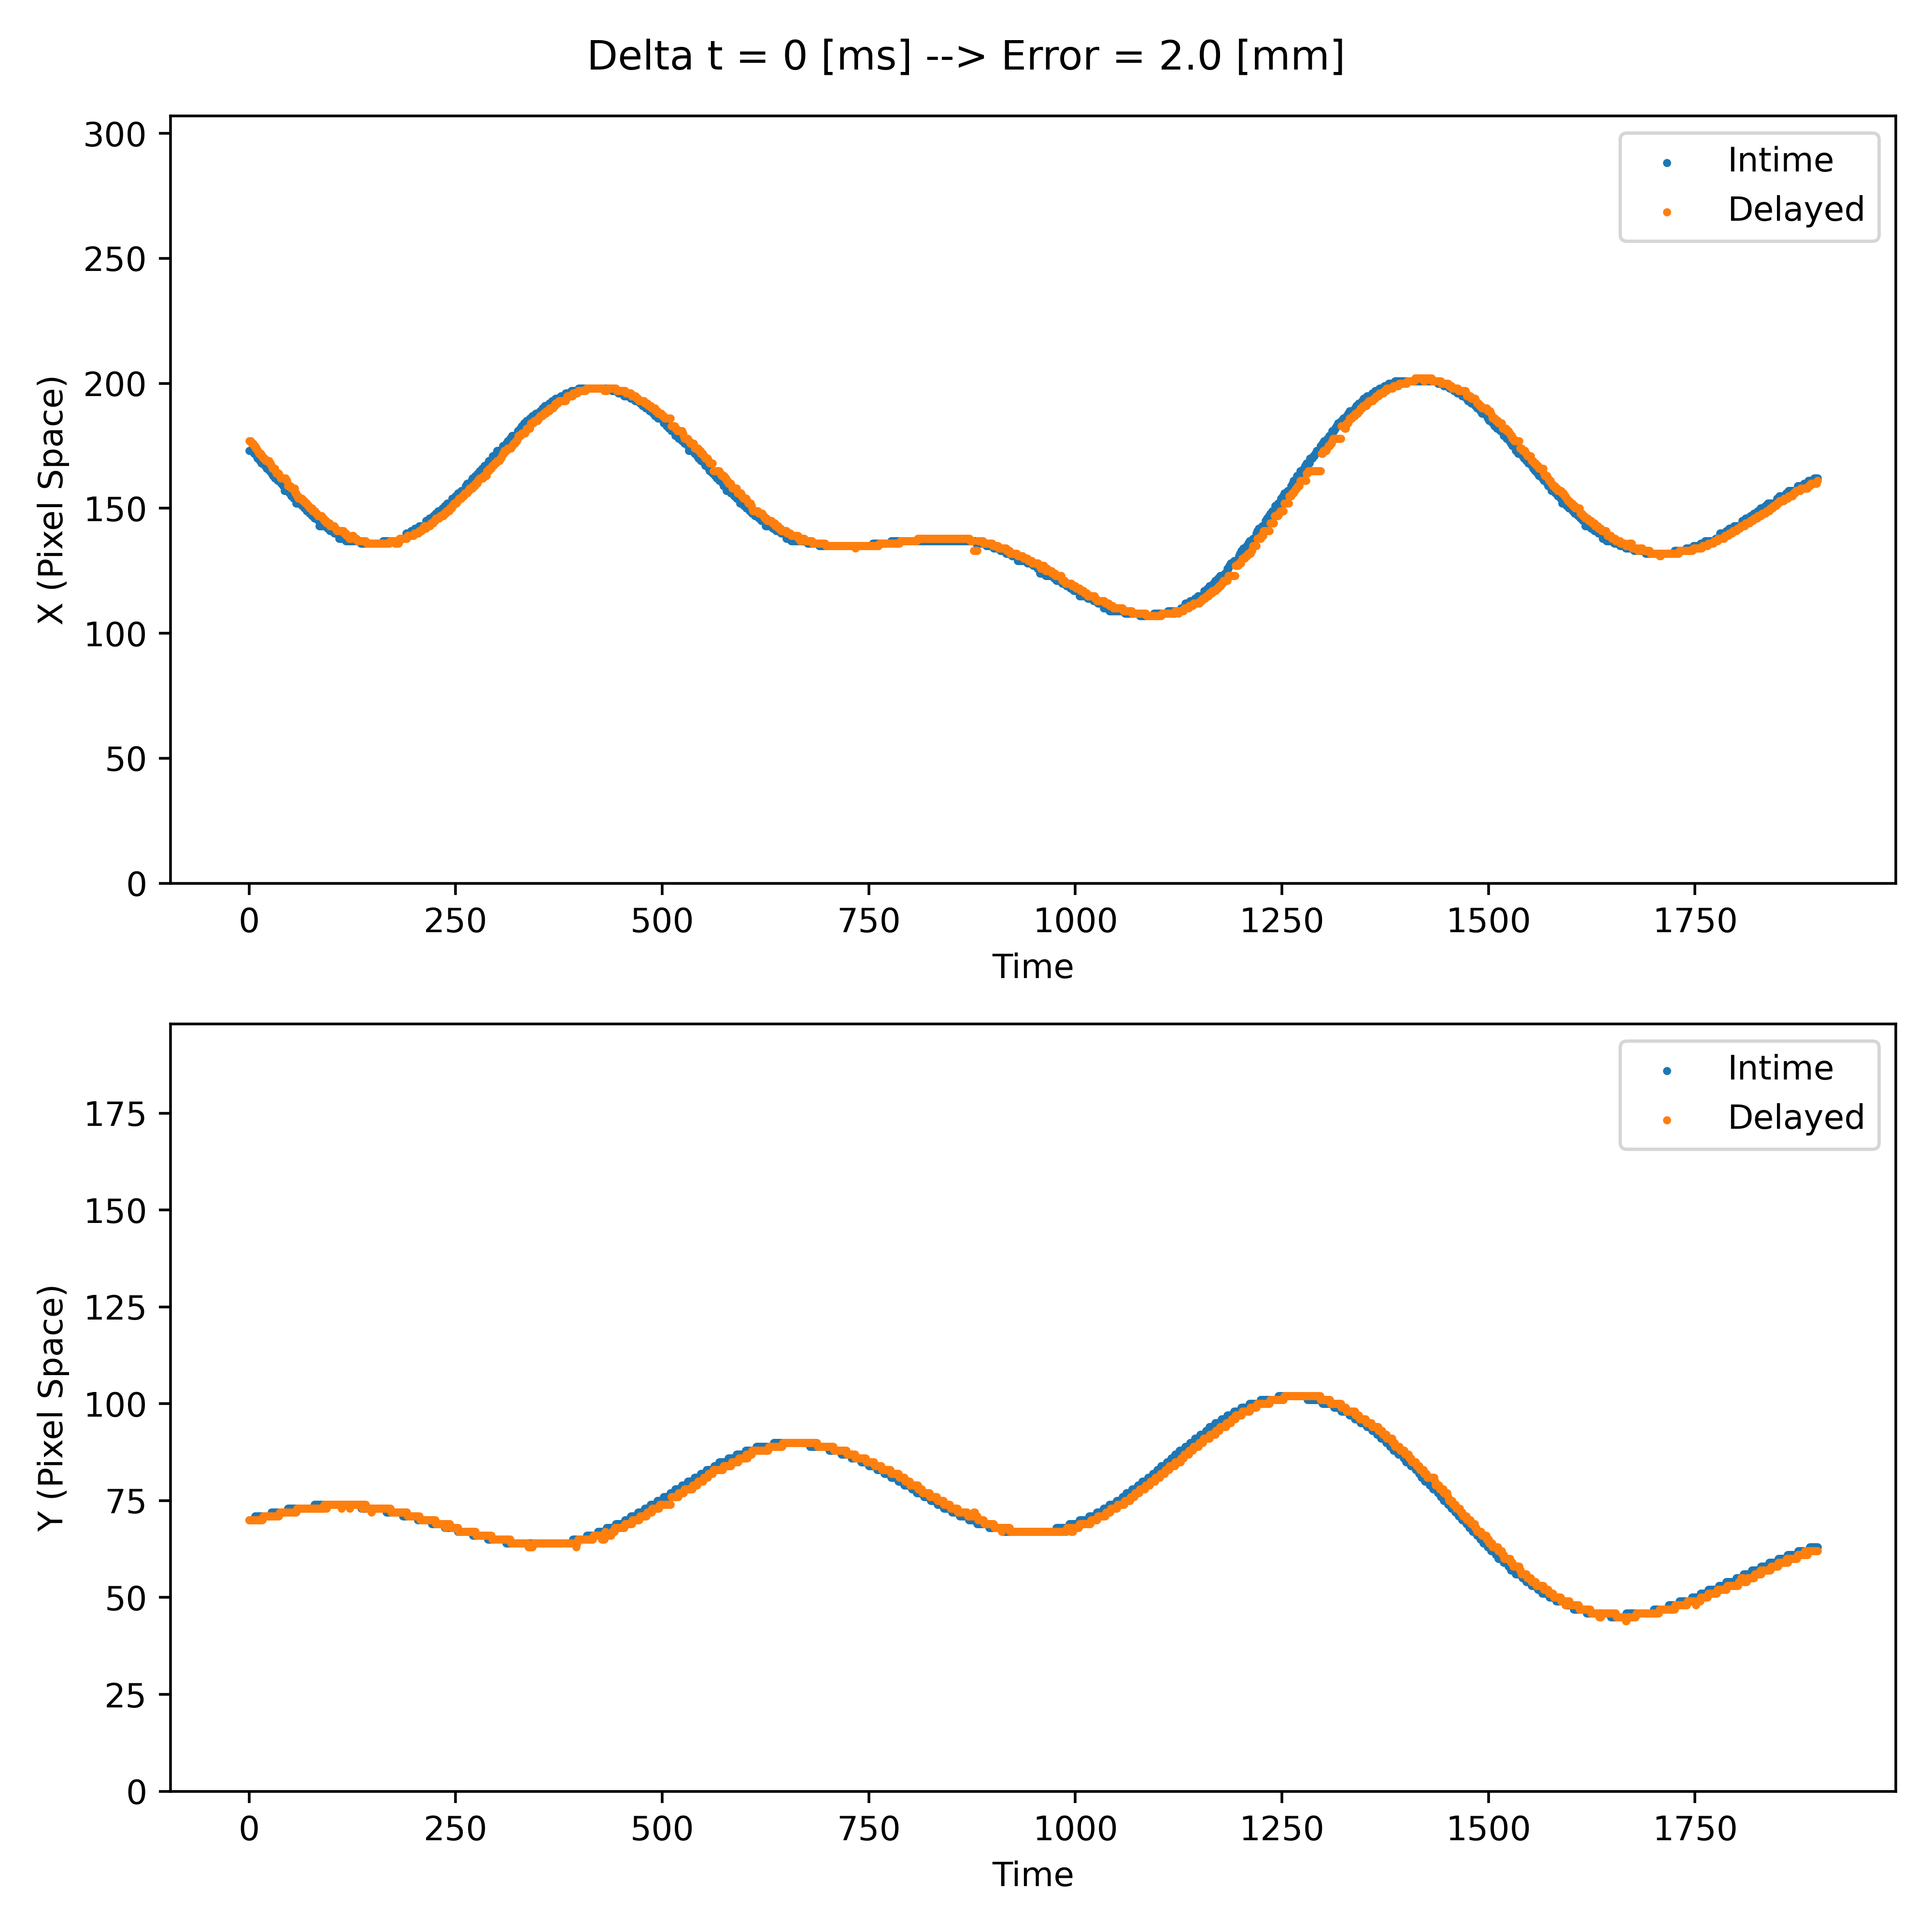 Delta t = 0 [ms] --> Error = 2.0 [mm]
300
250
200
150
100
50
0
X (Pixel Space)
Intime
Delayed
0 250 500 750 1000 1250 1500 1750
Time
175
150
125
100
75
50
25
0
Y (Pixel Space)
Intime
Delayed
0 250 500 750 1000 1250 1500 1750
Time